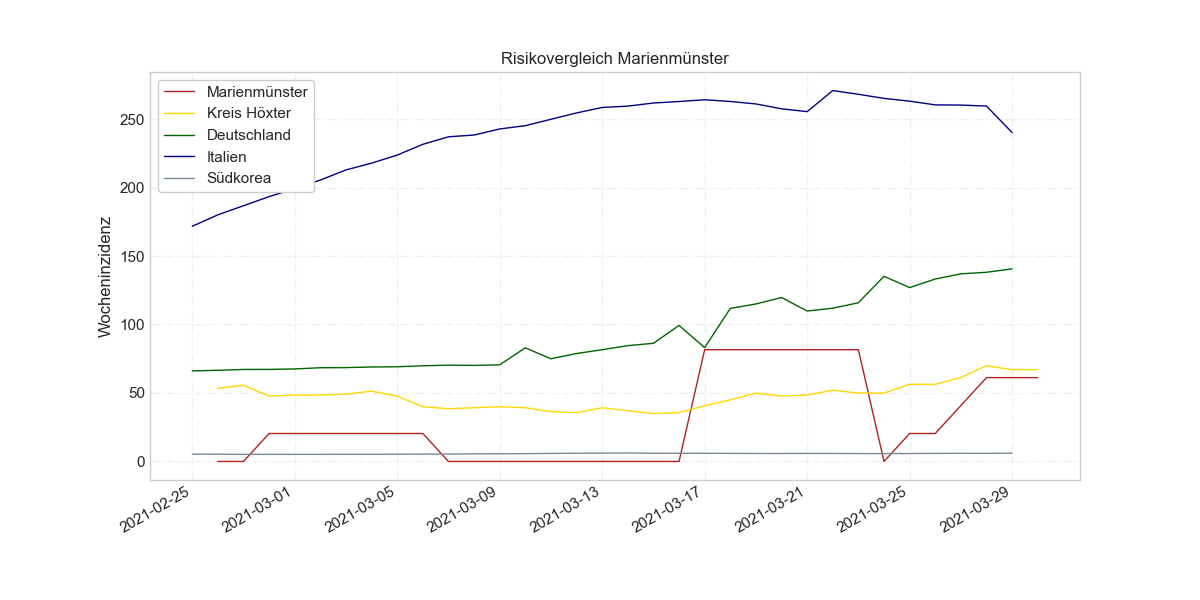 Risikovergleich Marienmünster
Marienmünster
Kreis Höxter
Deutschland
Italien
Südkorea
Wocheninzidenz
250
200
150
100
50
0
2021-02-25
2021-03-01
2021-03-05
2021-03-09
2021-03-13
2021-03-17
2021-03-21
2021-03-25
2021-03-29